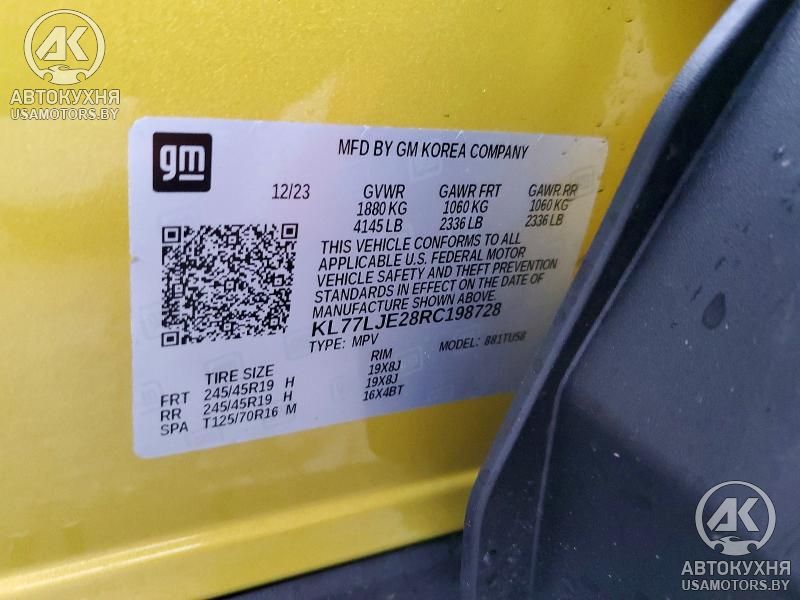 AK
АВТОКУХНЯ
USAMOTORS.BY
gm
MFD BY GM KOREA COMPANY
12/23 GVWR GAWR FRT GAWR RR
1880 KG 1060 KG 1060 KG
4145 LB 2336 LB 2336 LB
THIS VEHICLE CONFORMS TO ALL
APPLICABLE U.S. FEDERAL MOTOR
VEHICLE SAFETY AND THEFT PREVENTION
STANDARDS IN EFFECT ON THE DATE OF
MANUFACTURE SHOWN ABOVE.
KL77LJE28RC198728
TYPE: MPV MODEL: 881TU58
TIRE SIZE RIM
FRT 245/45R19 H 19X8J
RR 245/45R19 H 19X8J
SPA T125/70R16 M 16X4BT
AK
АВТОКУХНЯ
USAMOTORS.BY